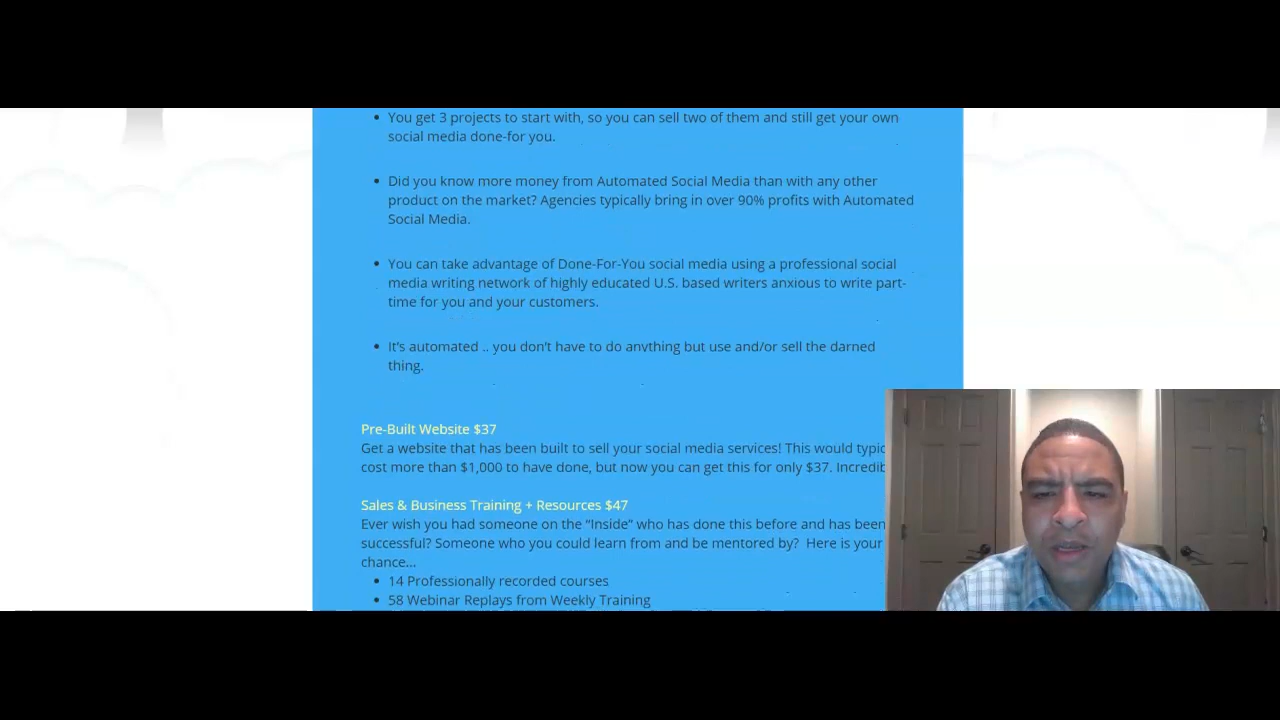 You get 3 projects to start with, so you can sell two of them and still get your own
social media done-for you.
Did you know more money from Automated Social Media than with any other
product on the market? Agencies typically bring in over 90% profits with Automated
Social Media.
You can take advantage of Done-For-You social media using a professional social
media writing network of highly educated U.S. based writers anxious to write part-
time for you and your customers.
It's automated .. you don't have to do anything but use and/or sell the darned
thing.
Pre-Built Website $37
Get a website that has been built to sell your social media services! This would typic
cost more than $1,000 to have done, but now you can get this for only $37. Incredib
Sales & Business Training + Resources $47
Ever wish you had someone on the “Inside” who has done this before and has been
successful? Someone who you could learn from and be mentored by? Here is your
chance...
14 Professionally recorded courses
58 Webinar Replays from Weekly Training